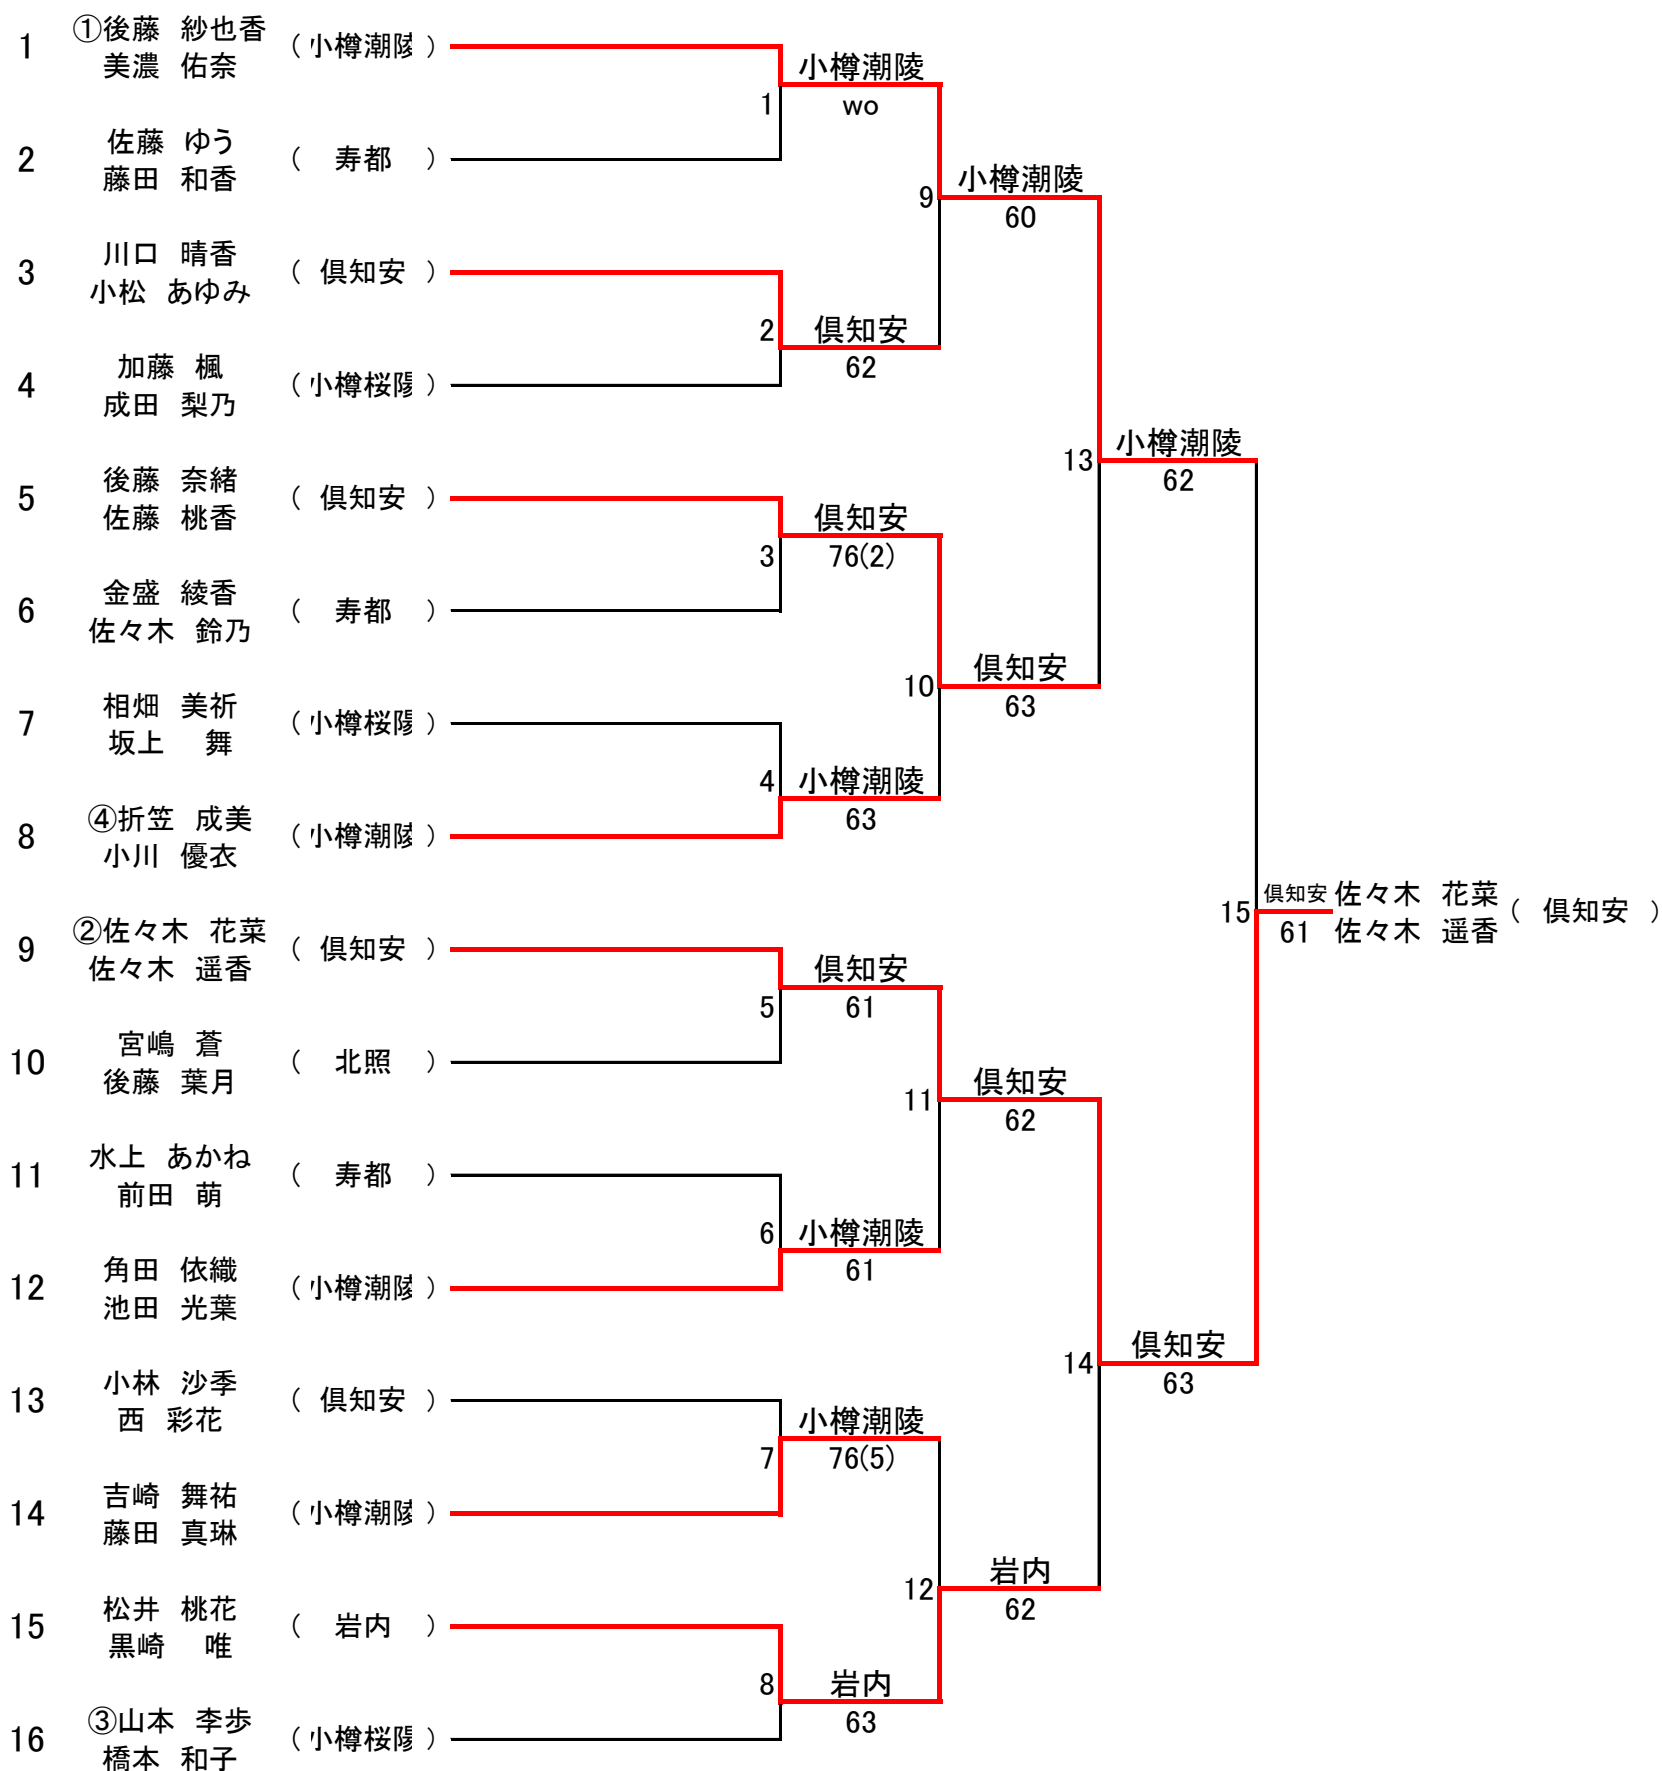 1 ①後藤 紗也香 (小樽潮陵)
美濃 佑奈
2 佐藤 ゆう ( 寿都 )
藤田 和香
3 川口 晴香 ( 倶知安 )
小松 あゆみ
4 加藤 楓 (小樽桜陽)
成田 梨乃
5 後藤 奈緒 ( 倶知安 )
佐藤 桃香
6 金盛 綾香 ( 寿都 )
佐々木 鈴乃
7 相畑 美祈 (小樽桜陽)
坂上 舞
8 ④折笠 成美 (小樽潮陵)
小川 優衣
9 ②佐々木 花菜 ( 倶知安 )
佐々木 遥香
10 宮嶋 蒼 ( 北照 )
後藤 葉月
11 水上 あかね ( 寿都 )
前田 萌
12 角田 依織 (小樽潮陵)
池田 光葉
13 小林 沙季 ( 倶知安 )
西 彩花
14 吉崎 舞祐 (小樽潮陵)
藤田 真琳
15 松井 桃花 ( 岩内 )
黒崎 唯
16 ③山本 李歩 (小樽桜陽)
橋本 和子
小樽潮陵
1 wo
2 倶知安
62
倶知安
3 76(2)
4 小樽潮陵
63
倶知安
5 61
6 小樽潮陵
61
小樽潮陵
7 76(5)
8 岩内
63
小樽潮陵
9 60
倶知安
10 63
倶知安
11 62
岩内
12 62
小樽潮陵
13 62
倶知安
14 63
倶知安 佐々木 花菜 ( 倶知安 )
15 61 佐々木 遥香